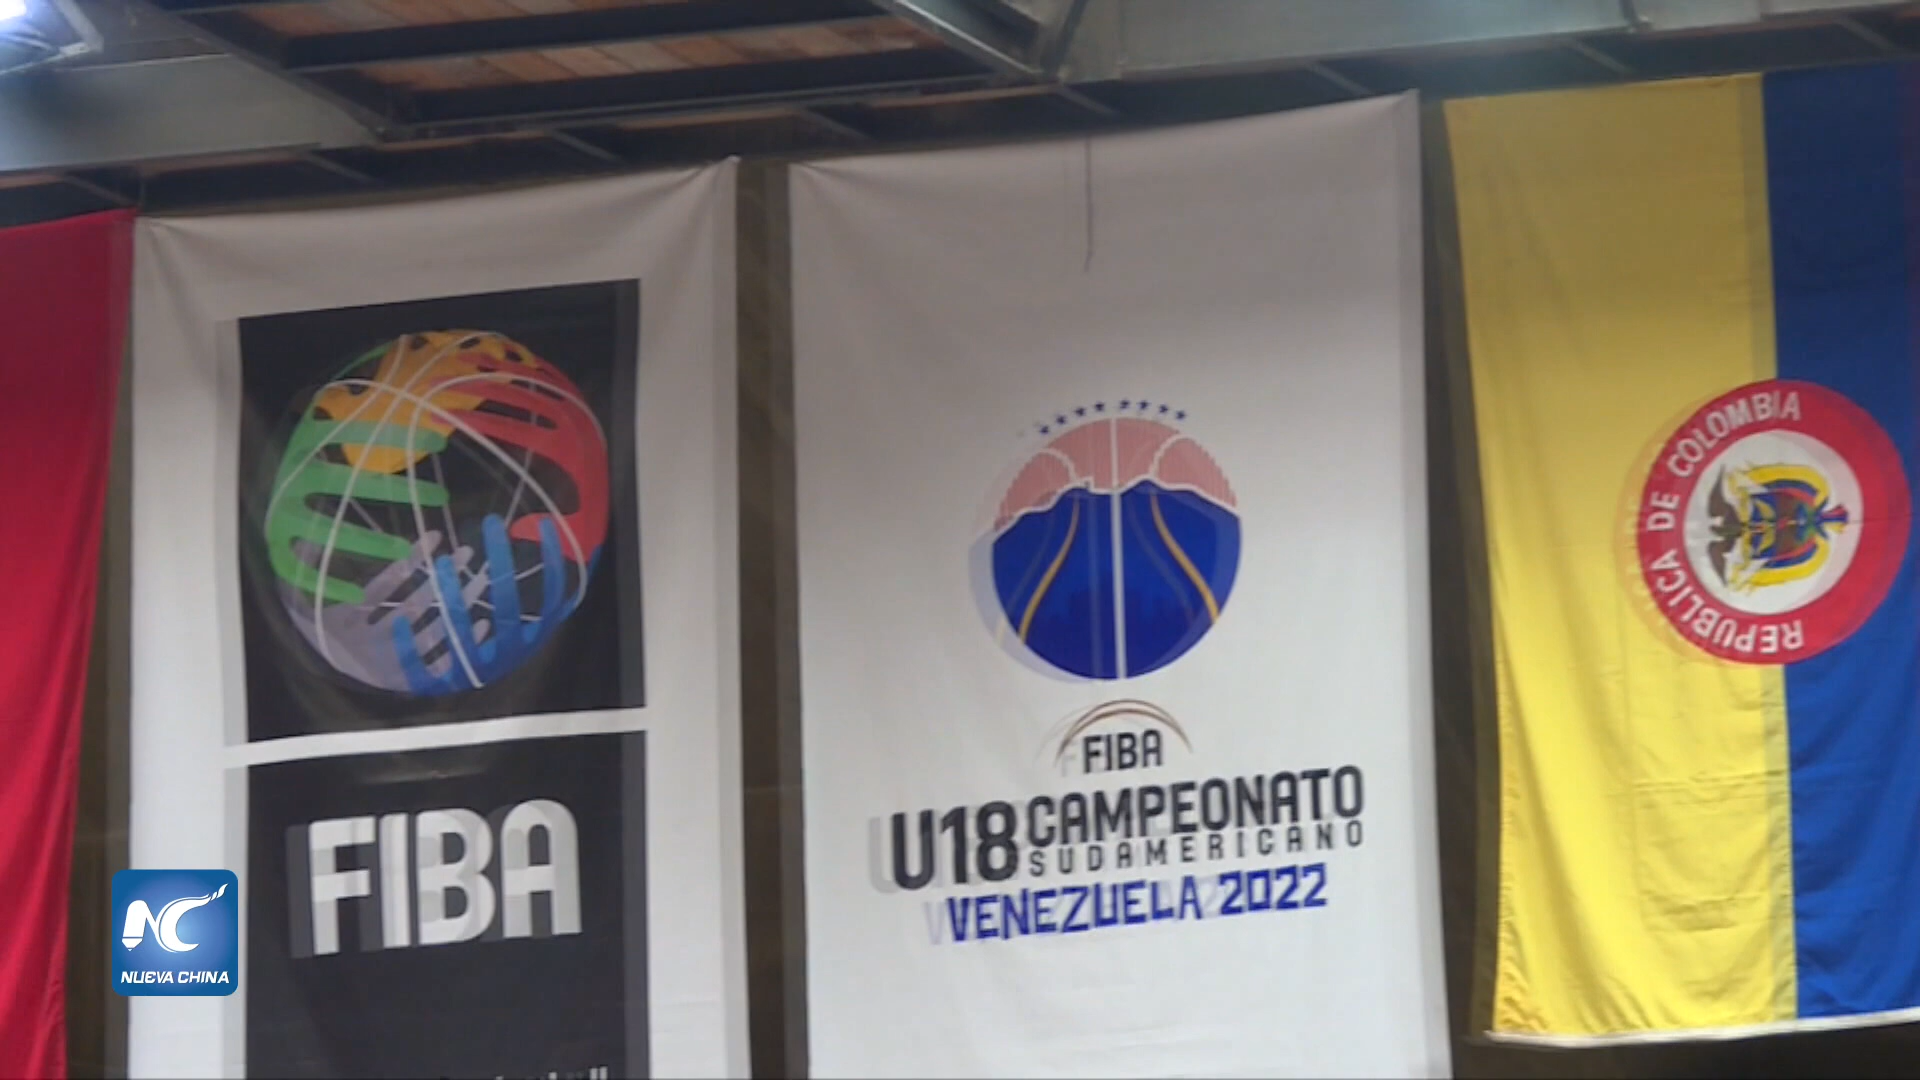 FIBA
FIBA
U18 CAMPEONATO
SUDAMERICANO
VENEZUELA 2022
REPUBLICA DE COLOMBIA
NUEVA CHINA